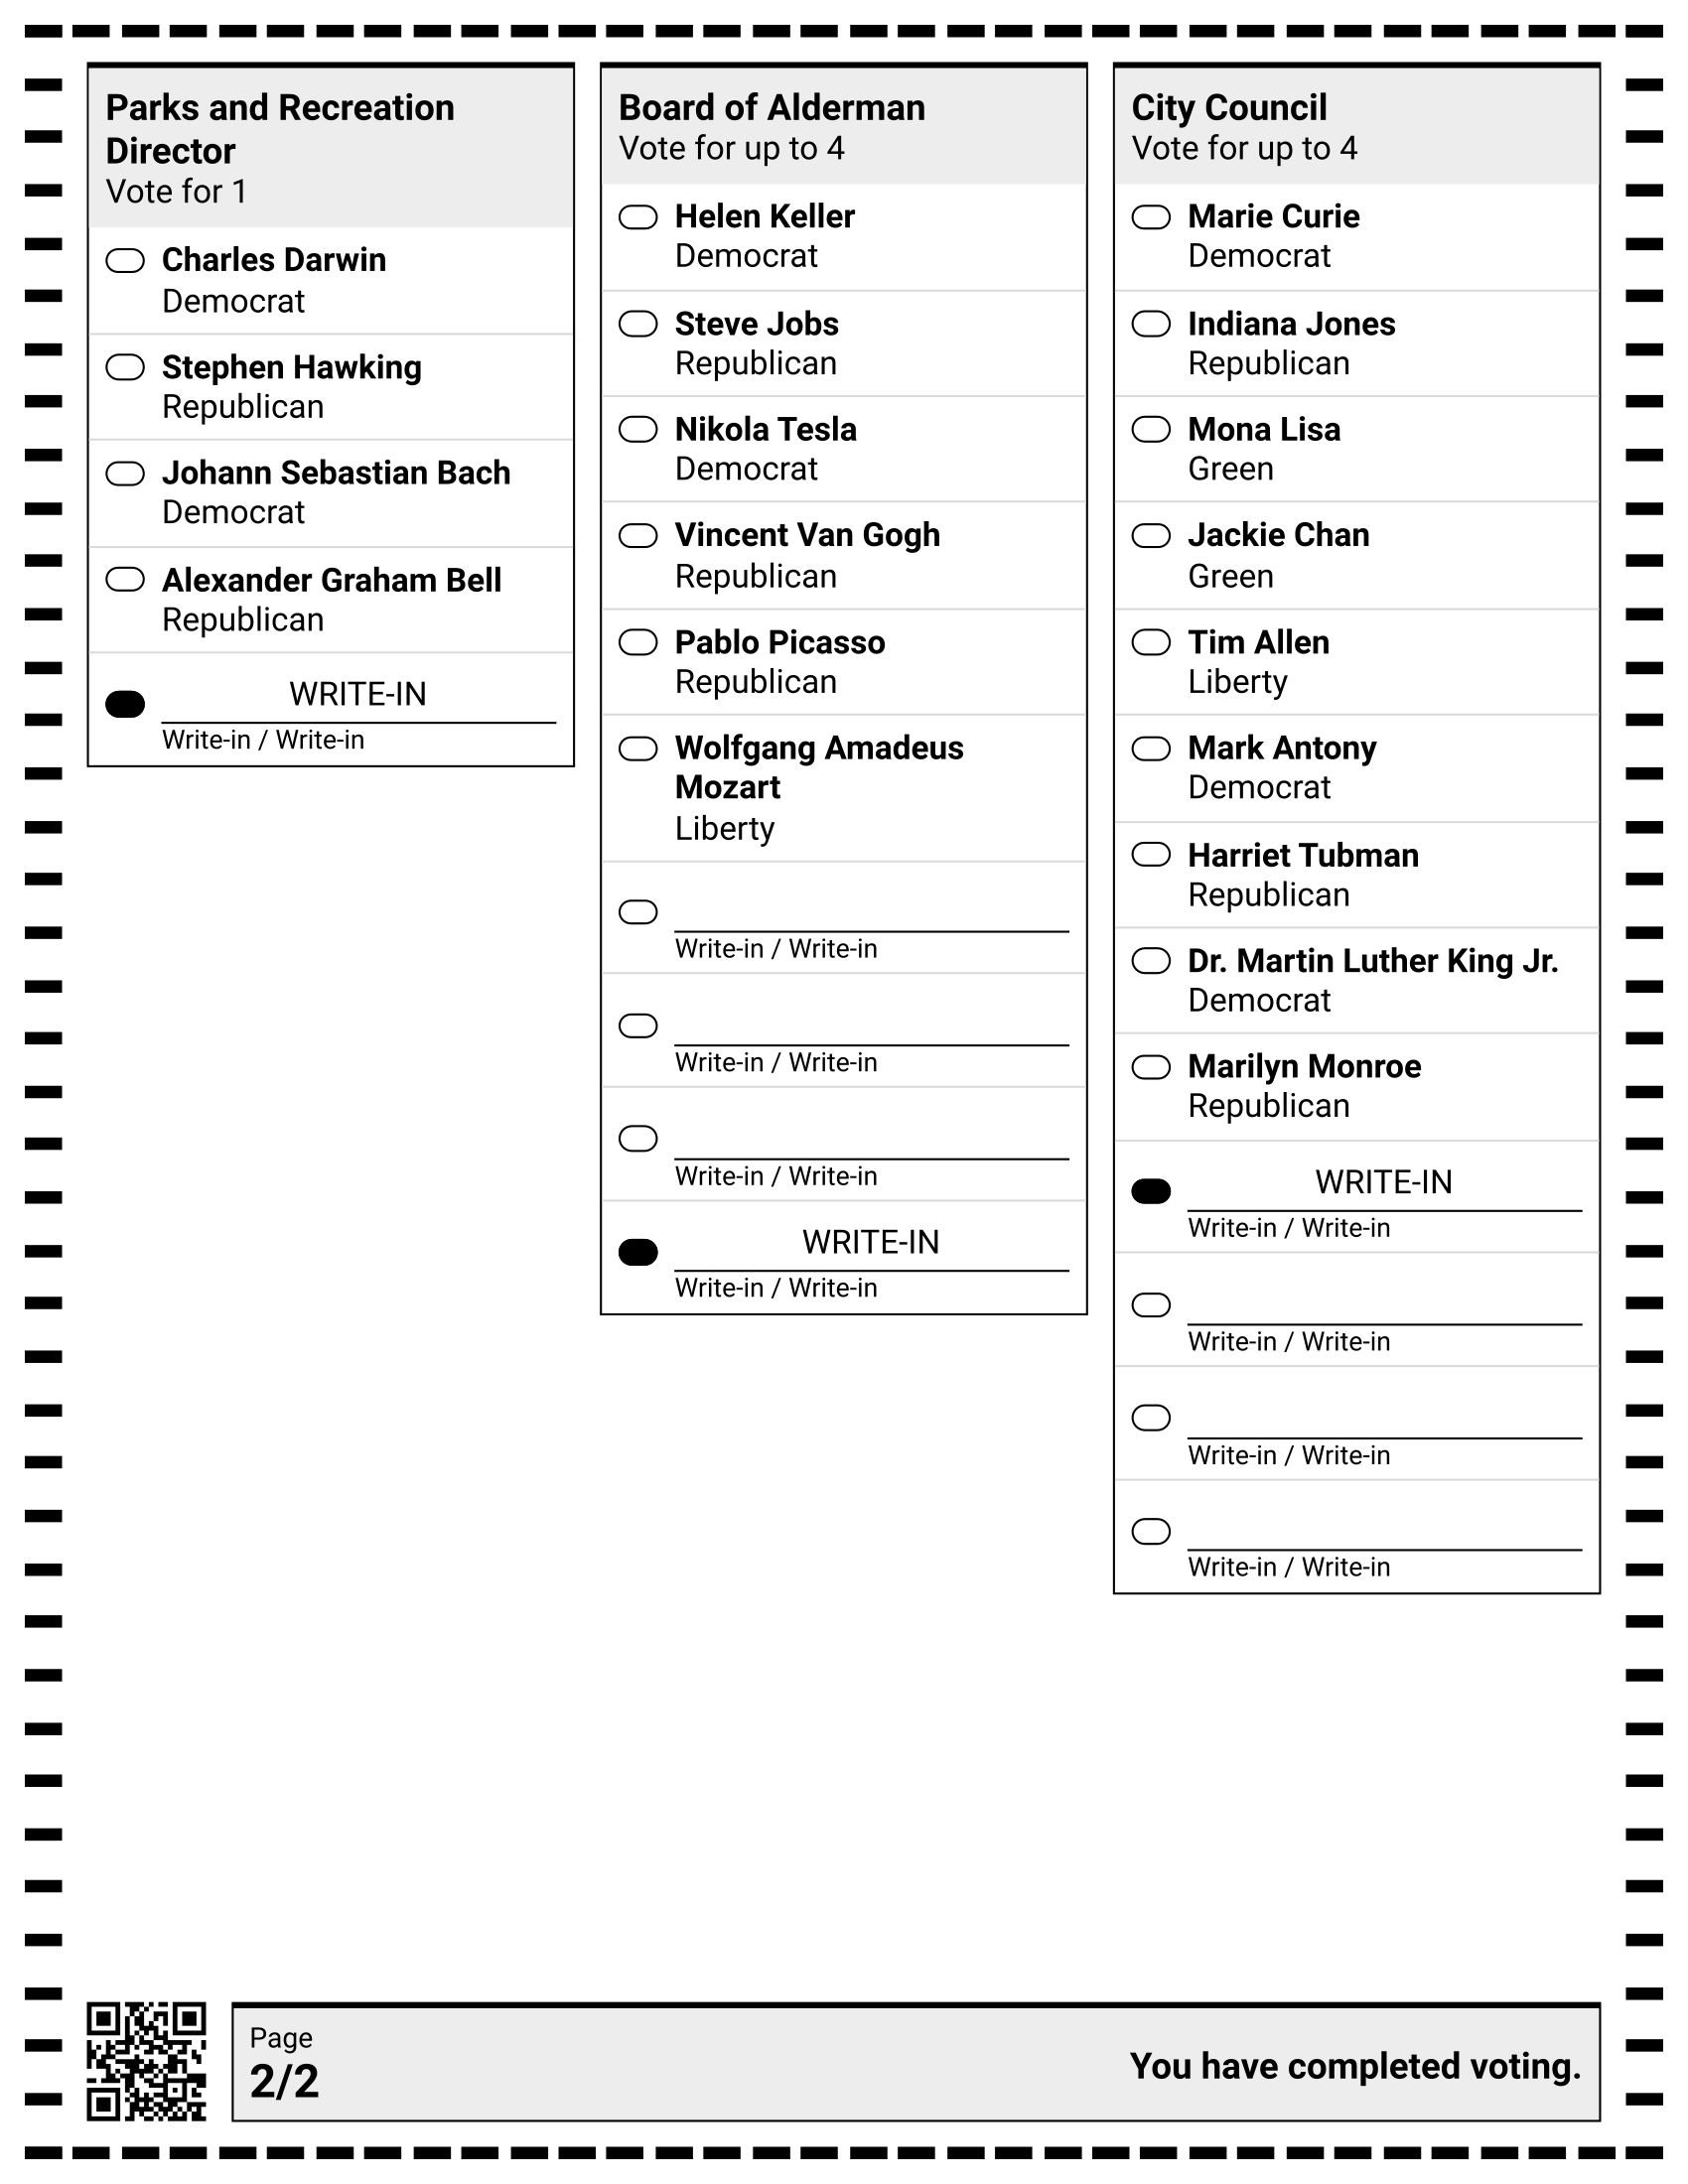 Parks and Recreation
Director
Vote for 1
Charles Darwin
Democrat
Stephen Hawking
Republican
Johann Sebastian Bach
Democrat
Alexander Graham Bell
Republican
WRITE-IN
Write-in / Write-in
Board of Alderman
Vote for up to 4
Helen Keller
Democrat
Steve Jobs
Republican
Nikola Tesla
Democrat
Vincent Van Gogh
Republican
Pablo Picasso
Republican
Wolfgang Amadeus
Mozart
Liberty
Write-in / Write-in
Write-in / Write-in
Write-in / Write-in
WRITE-IN
Write-in / Write-in
City Council
Vote for up to 4
Marie Curie
Democrat
Indiana Jones
Republican
Mona Lisa
Green
Jackie Chan
Green
Tim Allen
Liberty
Mark Antony
Democrat
Harriet Tubman
Republican
Dr. Martin Luther King Jr.
Democrat
Marilyn Monroe
Republican
WRITE-IN
Write-in / Write-in
Write-in / Write-in
Write-in / Write-in
Write-in / Write-in
Page
2/2
You have completed voting.